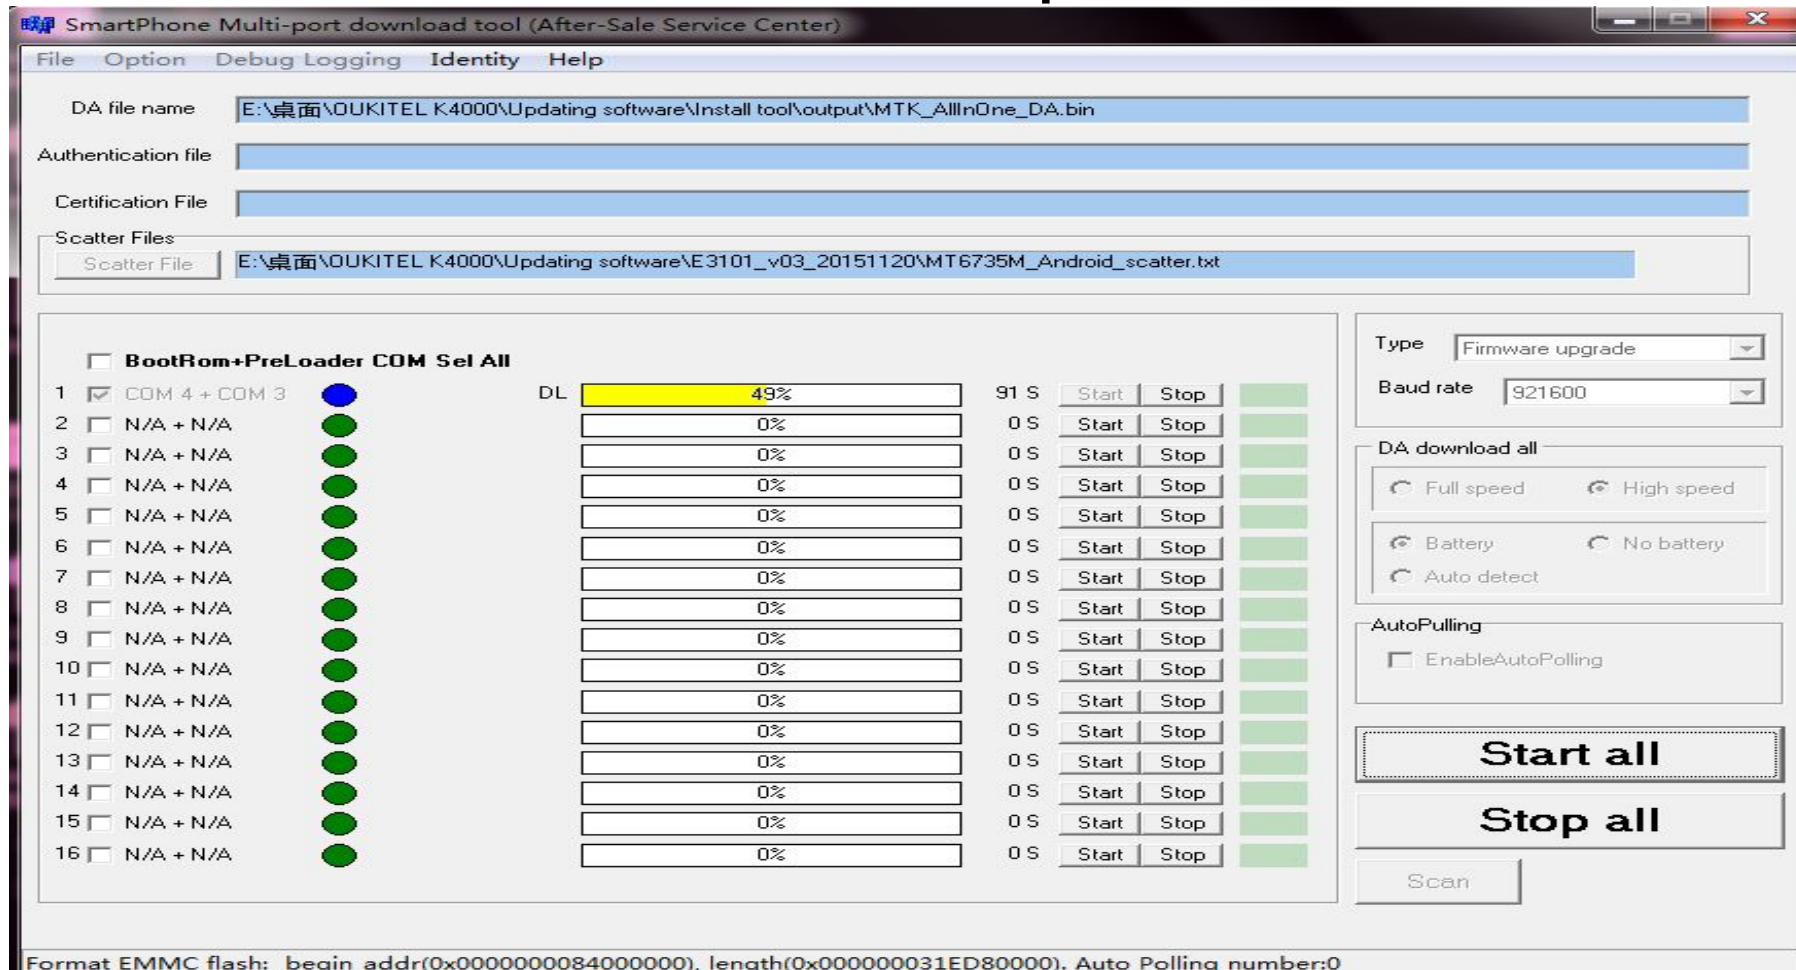 SmartPhone Multi-port download tool (After-Sale Service Center)
File Option Debug Logging Identity Help
DA file name E:\桌面\OUKITEL K4000\Updating software\Install tool\output\MTK_AllInOne_DA.bin
Authentication file
Certification File
Scatter Files
Scatter File E:\桌面\OUKITEL K4000\Updating software\E3101_v03_20151120\MT6735M_Android_scatter.txt
BootRom+PreLoader COM Sel All
1 COM 4 + COM 3 DL 49% 91 S Start Stop
2 N/A + N/A 0% 0 S Start Stop
3 N/A + N/A 0% 0 S Start Stop
4 N/A + N/A 0% 0 S Start Stop
5 N/A + N/A 0% 0 S Start Stop
6 N/A + N/A 0% 0 S Start Stop
7 N/A + N/A 0% 0 S Start Stop
8 N/A + N/A 0% 0 S Start Stop
9 N/A + N/A 0% 0 S Start Stop
10 N/A + N/A 0% 0 S Start Stop
11 N/A + N/A 0% 0 S Start Stop
12 N/A + N/A 0% 0 S Start Stop
13 N/A + N/A 0% 0 S Start Stop
14 N/A + N/A 0% 0 S Start Stop
15 N/A + N/A 0% 0 S Start Stop
16 N/A + N/A 0% 0 S Start Stop
Type Firmware upgrade
Baud rate 921600
DA download all
Full speed High speed
Battery No battery
Auto detect
AutoPulling
EnableAutoPolling
Start all
Stop all
Scan
Format EMMC flash: begin addr(0x0000000084000000), length(0x000000031ED80000), Auto Polling number:0